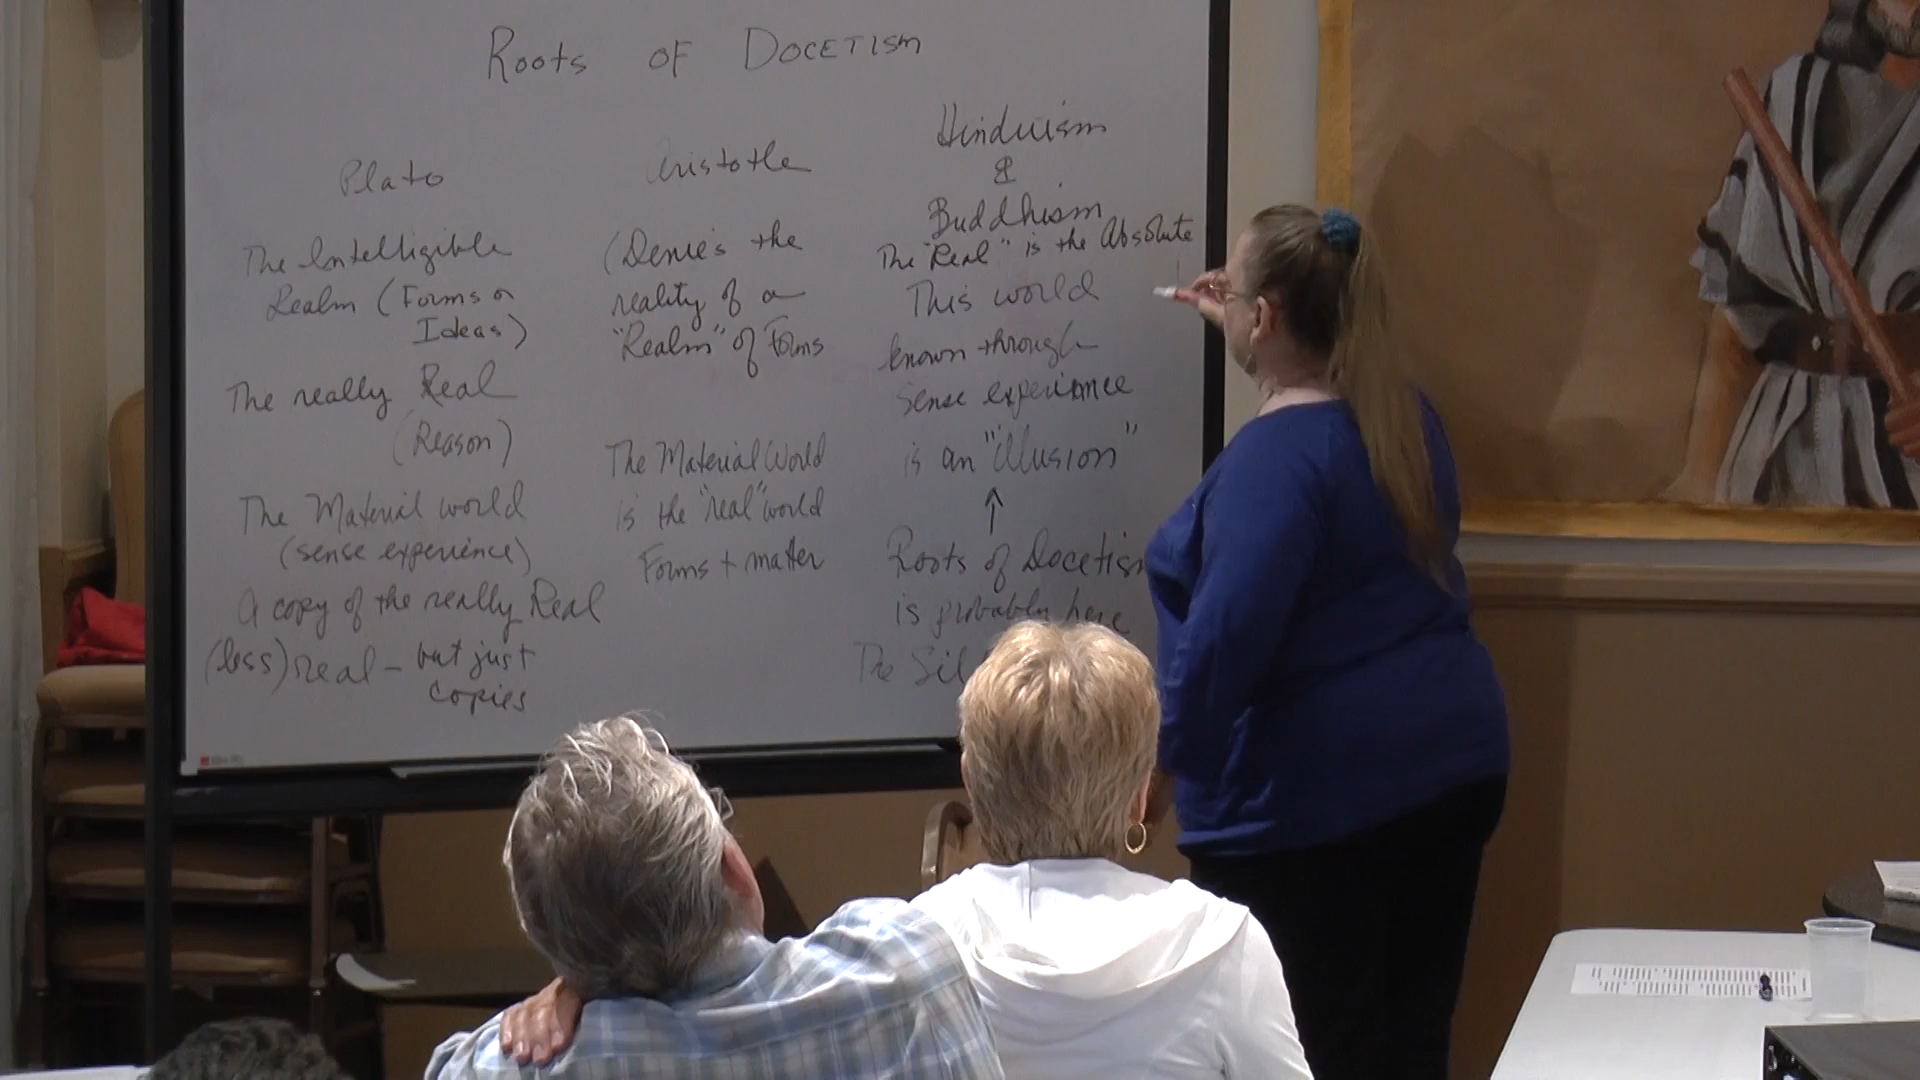 Roots of Docetism
Plato
The Intelligible
Realm (Forms or
Ideas)
The really Real
(Reason)
The Material world
(sense experience)
A copy of the really Real
(less) real - but just
copies
Aristotle
(Denie's the
reality of a
"Realm" of Forms
The Material World
is the "real" world
Forms + matter
Hinduism
&
Buddhism
The "Real" is the Absolute
This world
known through
sense experience
is an "illusion"
↑
Roots of Docetism
is probably here
The Sil